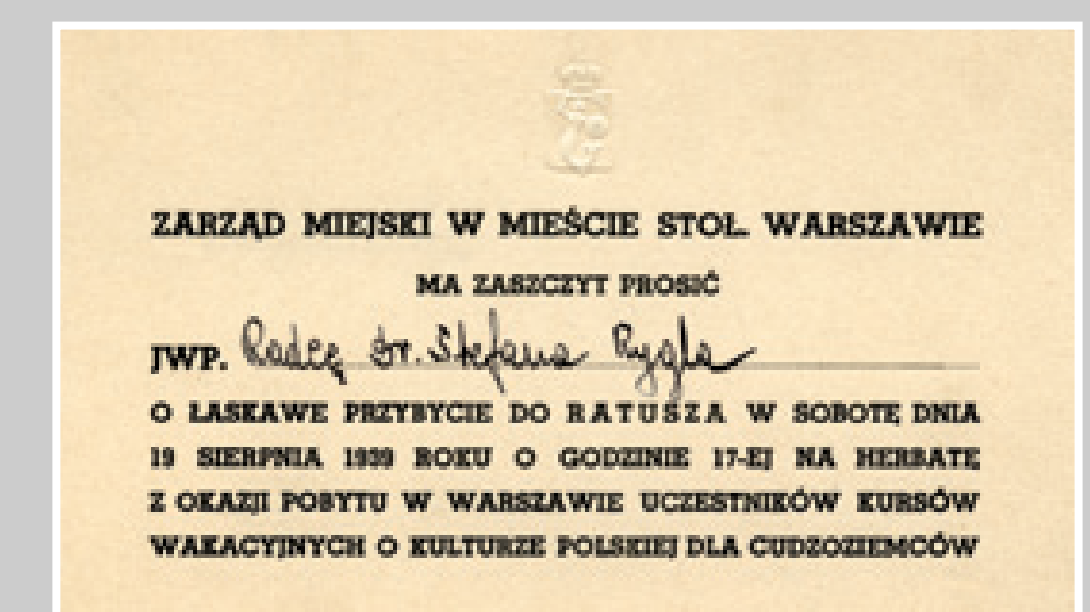 ZARZĄD MIEJSKI W MIEŚCIE STOŁ. WARSZAWIE
MA ZASZCZYT PROSIĆ
JWP. Radcę Dr. Stefana Rygla
O ŁASKAWE PRZYBYCIE DO RATUSZA W SOBOTĘ DNIA
19 SIERPNIA 1939 ROKU O GODZINIE 17-EJ NA HERBATĘ
Z OKAZJI POBYTU W WARSZAWIE UCZESTNIKÓW KURSÓW
WAKACYJNYCH O KULTURZE POLSKIEJ DLA CUDZOZIEMCÓW